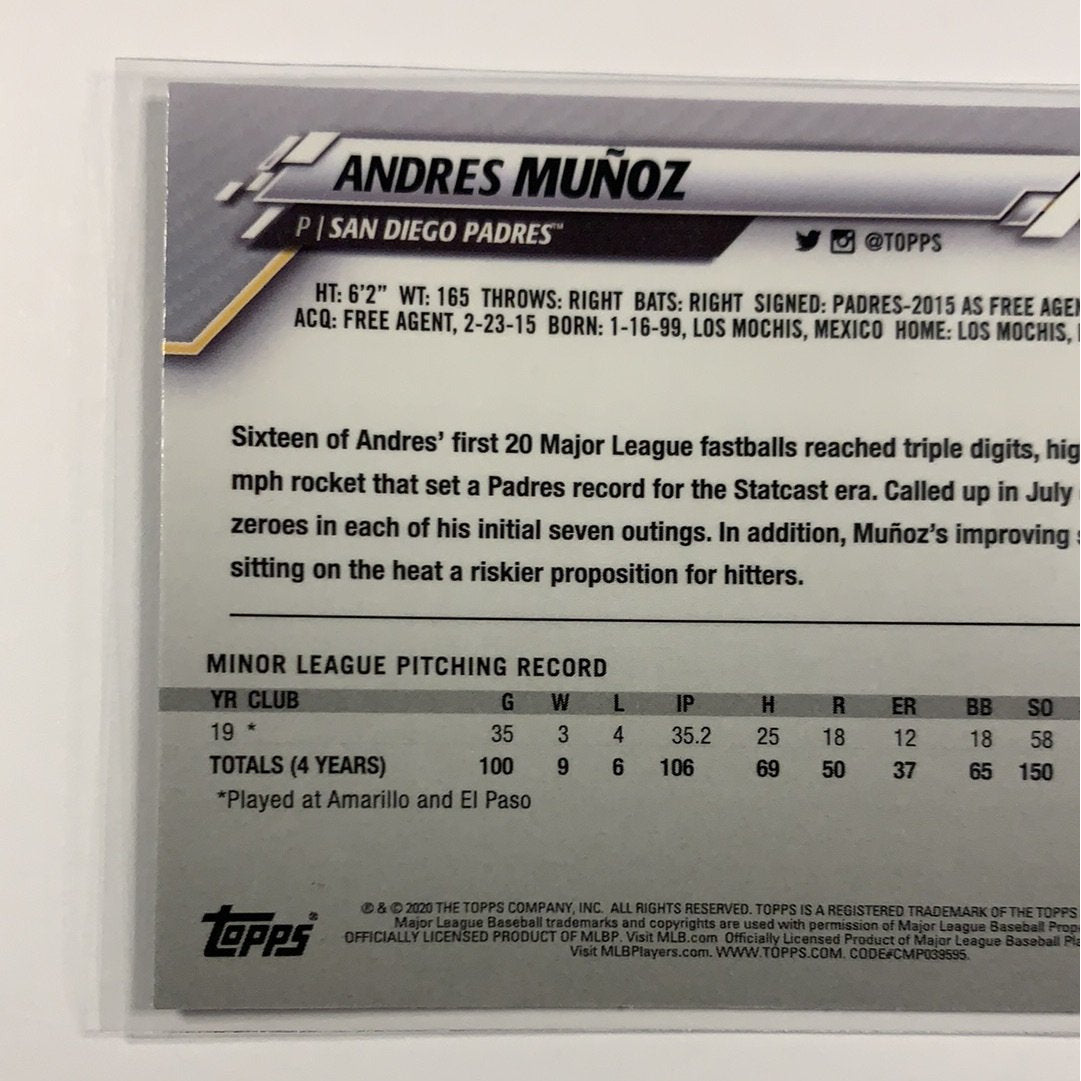 ANDRES MUÑOZ
P | SAN DIEGO PADRES™
@TOPPS
HT: 6'2" WT: 165 THROWS: RIGHT BATS: RIGHT SIGNED: PADRES-2015 AS FREE AGEN
ACQ: FREE AGENT, 2-23-15 BORN: 1-16-99, LOS MOCHIS, MEXICO HOME: LOS MOCHIS,
Sixteen of Andres' first 20 Major League fastballs reached triple digits, hig
mph rocket that set a Padres record for the Statcast era. Called up in July
zeroes in each of his initial seven outings. In addition, Muñoz's improving
sitting on the heat a riskier proposition for hitters.
MINOR LEAGUE PITCHING RECORD
YR CLUB G W L IP H R ER BB SO
19 * 35 3 4 35.2 25 18 12 18 58
TOTALS (4 YEARS) 100 9 6 106 69 50 37 65 150
*Played at Amarillo and El Paso
TOPPS®
℗ & © 2020 THE TOPPS COMPANY, INC. ALL RIGHTS RESERVED. TOPPS IS A REGISTERED TRADEMARK OF THE TOPPS
Major League Baseball trademarks and copyrights are used with permission of Major League Baseball Prope
OFFICIALLY LICENSED PRODUCT OF MLBP. Visit MLB.com Officially Licensed Product of Major League Baseball Pla
Visit MLBPlayers.com. WWW.TOPPS.COM. CODE#CMP039595.